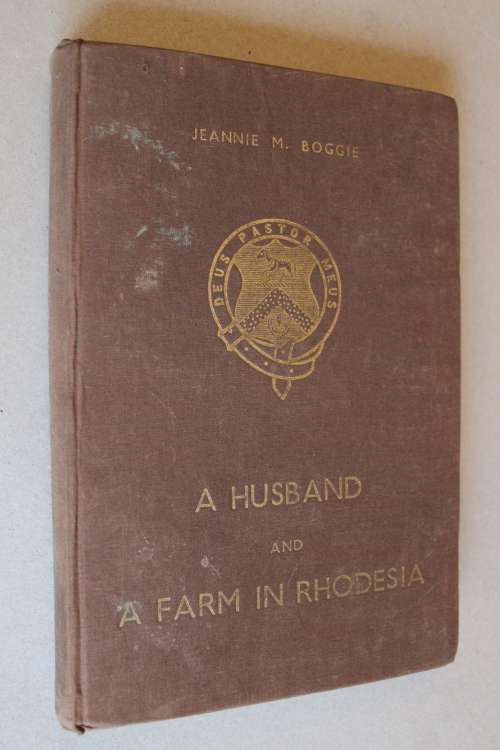 JEANNIE M. BOGGIE
DEUS PASTOR MEUS
A HUSBAND
AND
A FARM IN RHODESIA